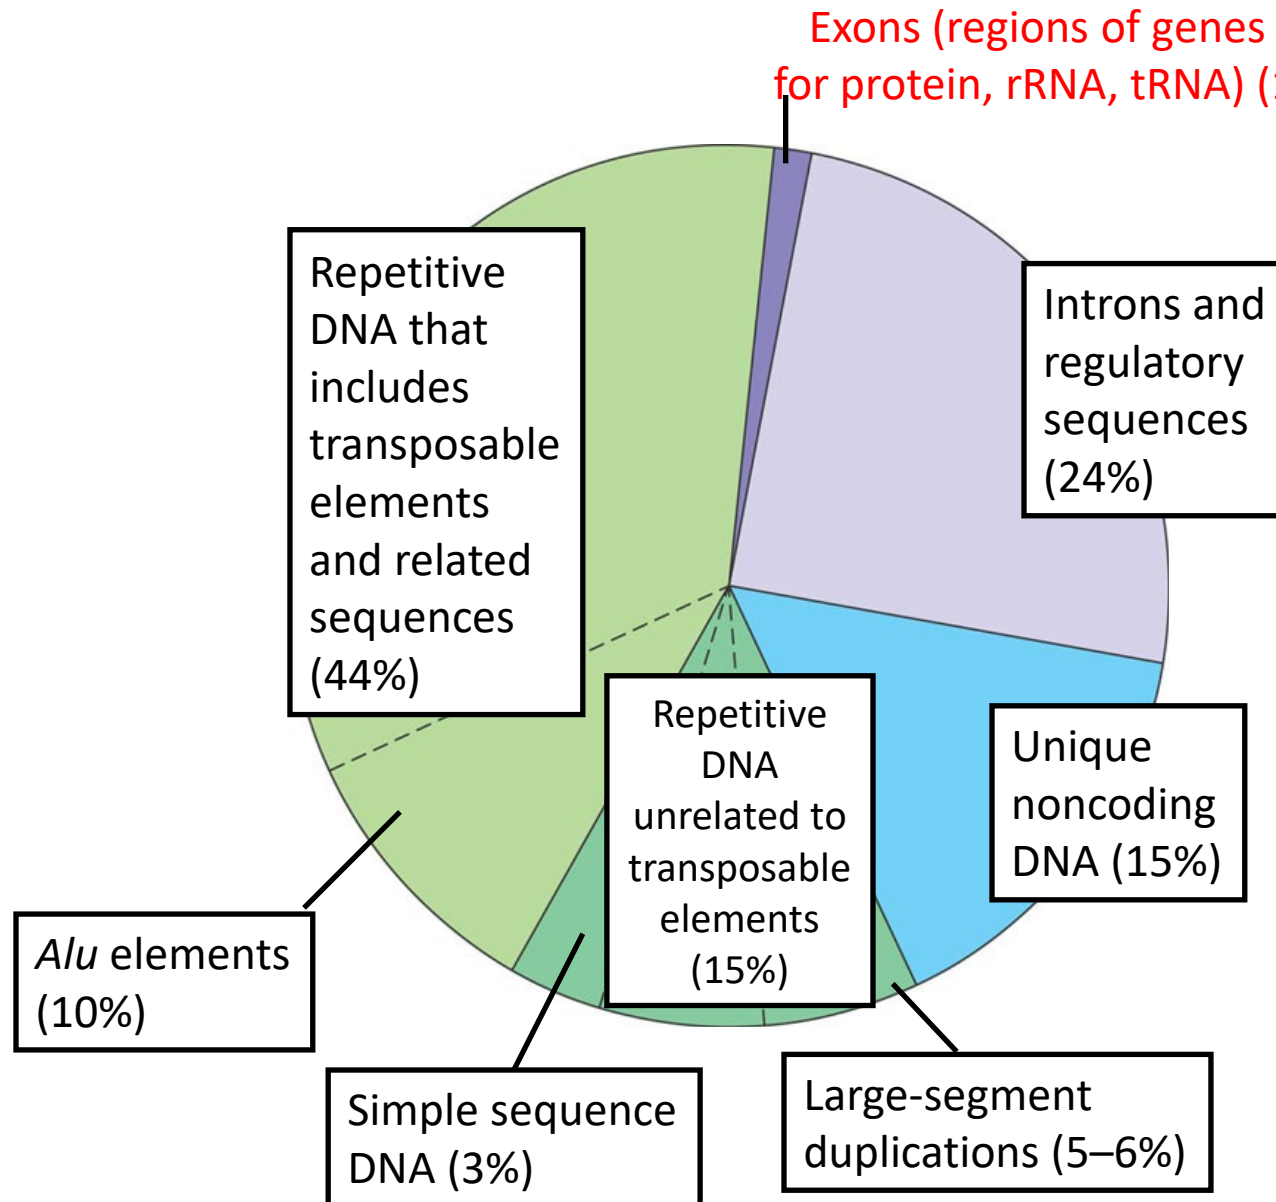 Exons (regions of genes
for protein, rRNA, tRNA)
Repetitive
DNA that
includes
transposable
elements
and related
sequences
(44%)
Introns and
regulatory
sequences
(24%)
Repetitive
DNA
unrelated to
transposable
elements
(15%)
Unique
noncoding
DNA (15%)
Alu elements
(10%)
Simple sequence
DNA (3%)
Large-segment
duplications (5–6%)